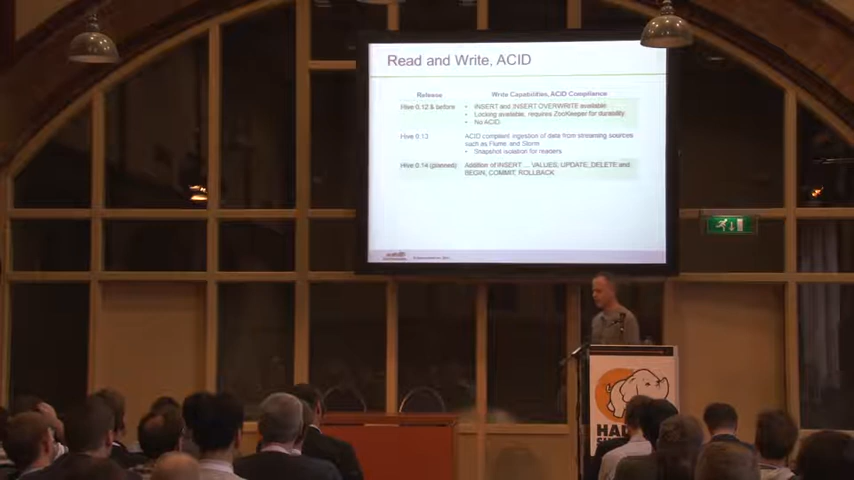 Read and Write, ACID
Release Write Capabilities, ACID Compliance
Hive 0.12 & before • INSERT and INSERT OVERWRITE available
• Locking available, requires ZooKeeper for durability
• No ACID
Hive 0.13 ACID compliant ingestion of data from streaming sources
such as Flume and Storm
• Snapshot isolation for readers
Hive 0.14 (planned) Addition of INSERT ... VALUES, UPDATE, DELETE and
BEGIN, COMMIT, ROLLBACK